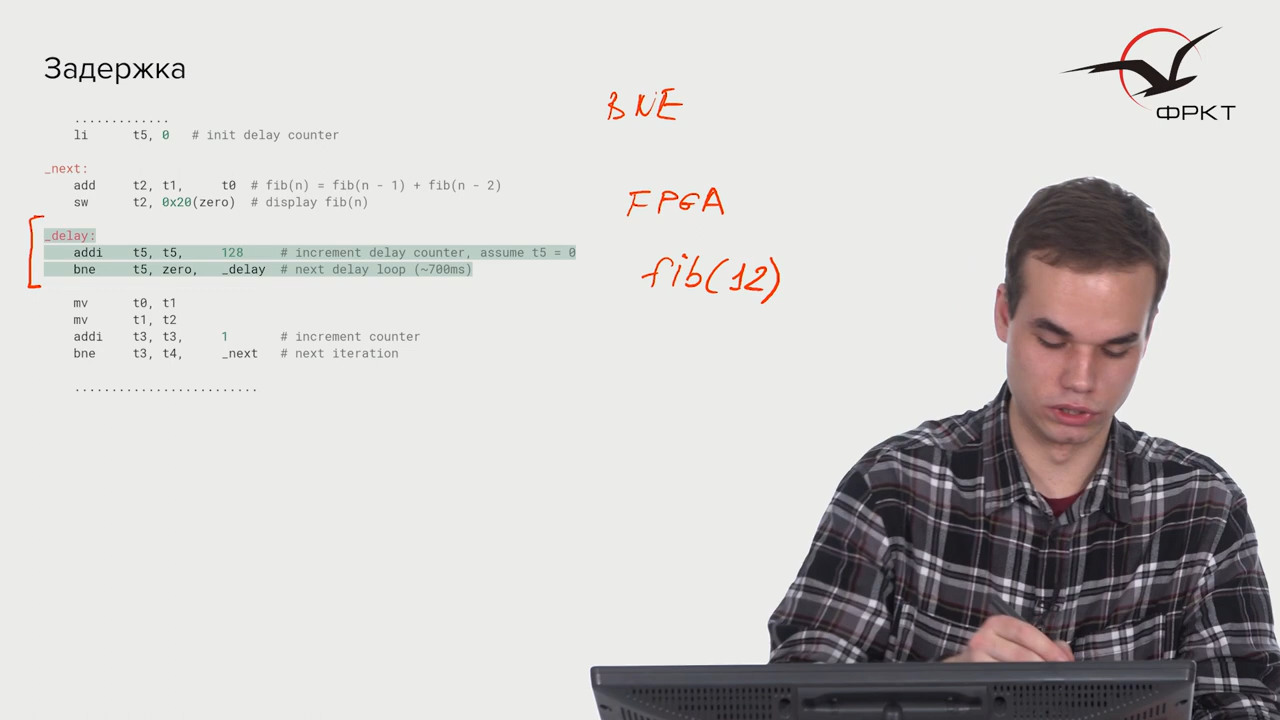 Задержка
.............
li t5, 0 # init delay counter
_next:
add t2, t1, t0 # fib(n) = fib(n - 1) + fib(n - 2)
sw t2, 0x20(zero) # display fib(n)
_delay:
addi t5, t5, 128 # increment delay counter, assume t5 = 0
bne t5, zero, _delay # next delay loop (~700ms)
mv t0, t1
mv t1, t2
addi t3, t3, 1 # increment counter
bne t3, t4, _next # next iteration
.........................
BNE
FPGA
fib(12)
ФРКТ